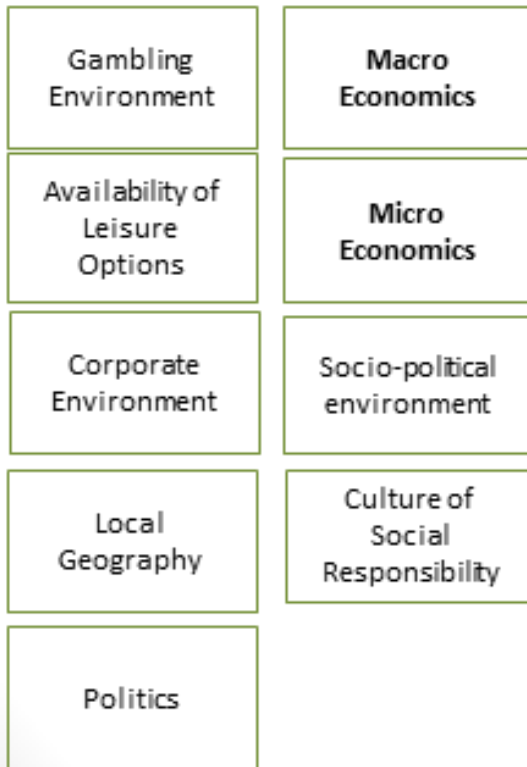 Gambling
Environment
Macro
Economics
Availability of
Leisure
Options
Micro
Economics
Corporate
Environment
Socio-political
environment
Local
Geography
Culture of
Social
Responsibility
Politics